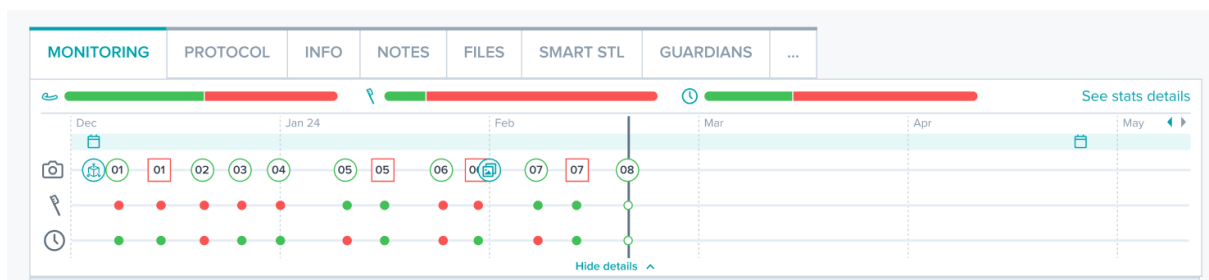 MONITORING PROTOCOL INFO NOTES FILES SMART STL GUARDIANS ...
See stats details
Dec Jan 24 Feb Mar Apr May
01 01 02 03 04 05 05 06 07 07 08
Hide details